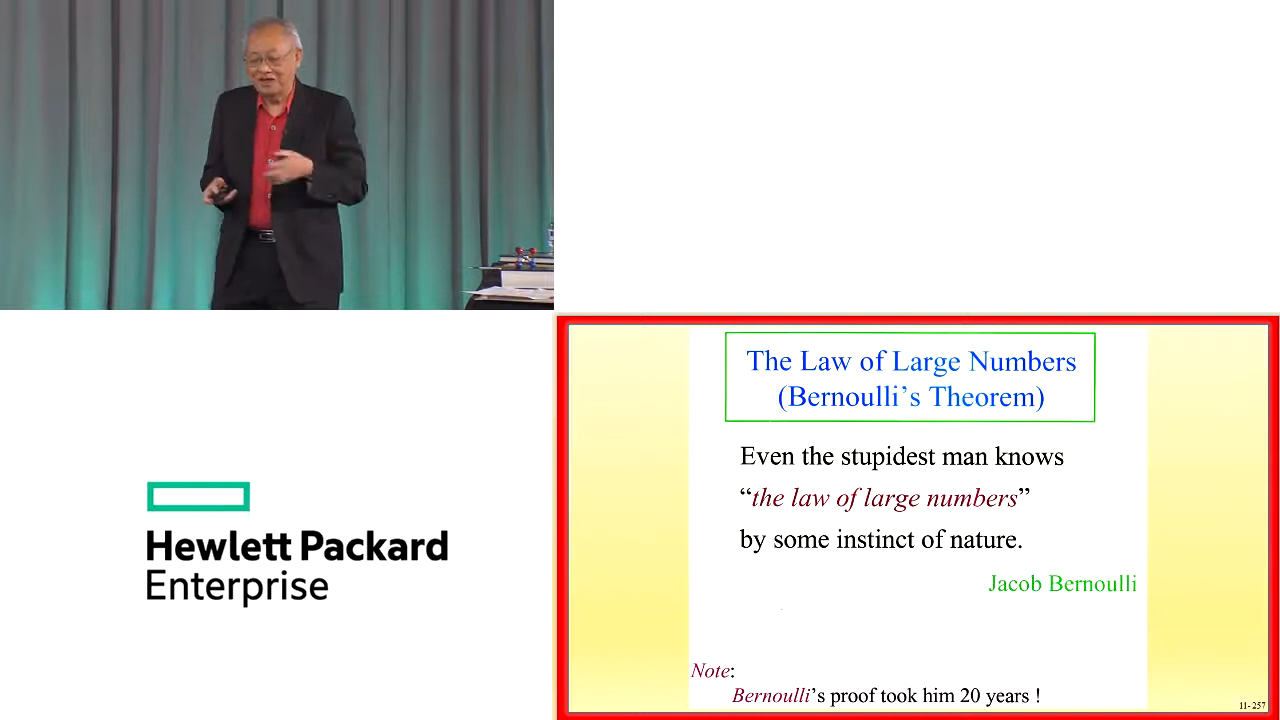 Hewlett Packard
Enterprise
The Law of Large Numbers
(Bernoulli’s Theorem)
Even the stupidest man knows
“the law of large numbers”
by some instinct of nature.
Jacob Bernoulli
Note:
Bernoulli’s proof took him 20 years !
11- 257